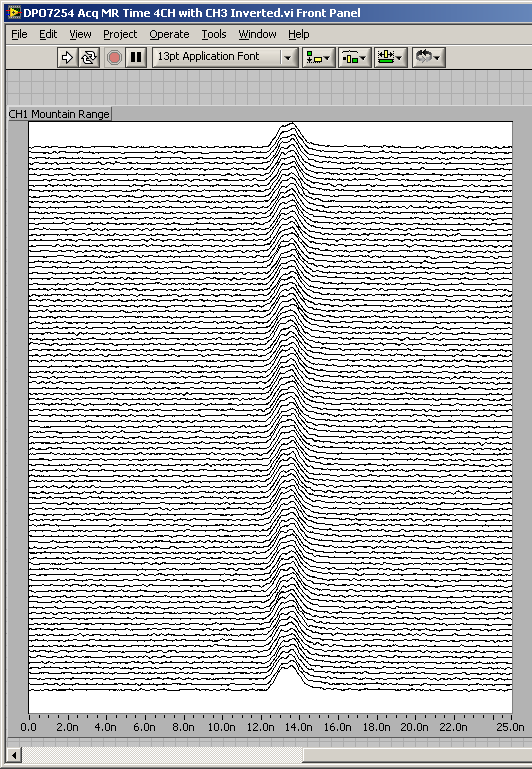 DPO7254 Acq MR Time 4CH with CH3 Inverted.vi Front Panel
File Edit View Project Operate Tools Window Help
13pt Application Font
CH1 Mountain Range
0.0 2.0n 4.0n 6.0n 8.0n 10.0n 12.0n 14.0n 16.0n 18.0n 20.0n 22.0n 25.0n